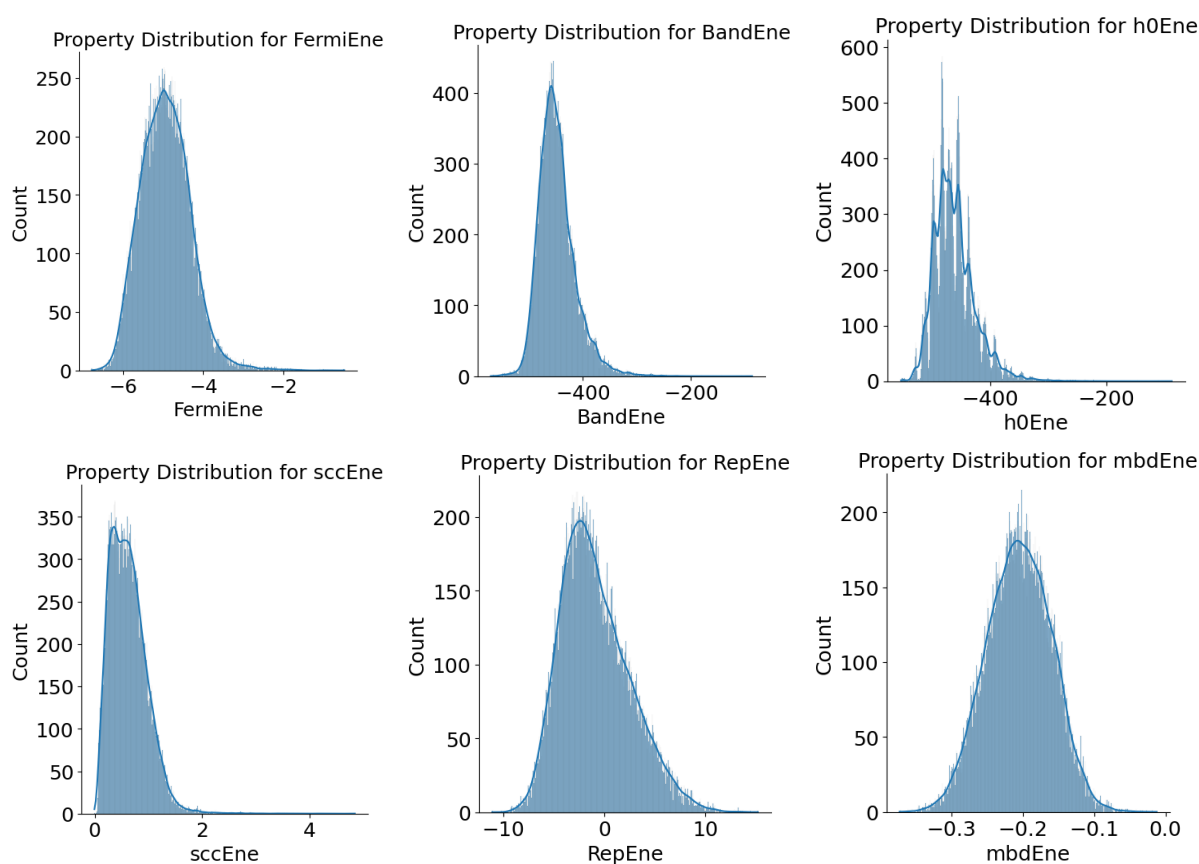 Property Distribution for FermiEne
250
200
150
100
50
0
Count
−6
−4
−2
FermiEne
Property Distribution for BandEne
400
300
200
100
0
Count
−400
−200
BandEne
Property Distribution for h0Ene
600
500
400
300
200
100
0
Count
−400
−200
h0Ene
Property Distribution for sccEne
350
300
250
200
150
100
50
0
Count
0
2
4
sccEne
Property Distribution for RepEne
200
150
100
50
0
Count
−10
0
10
RepEne
Property Distribution for mbdEne
200
150
100
50
0
Count
−0.3
−0.2
−0.1
0.0
mbdEne